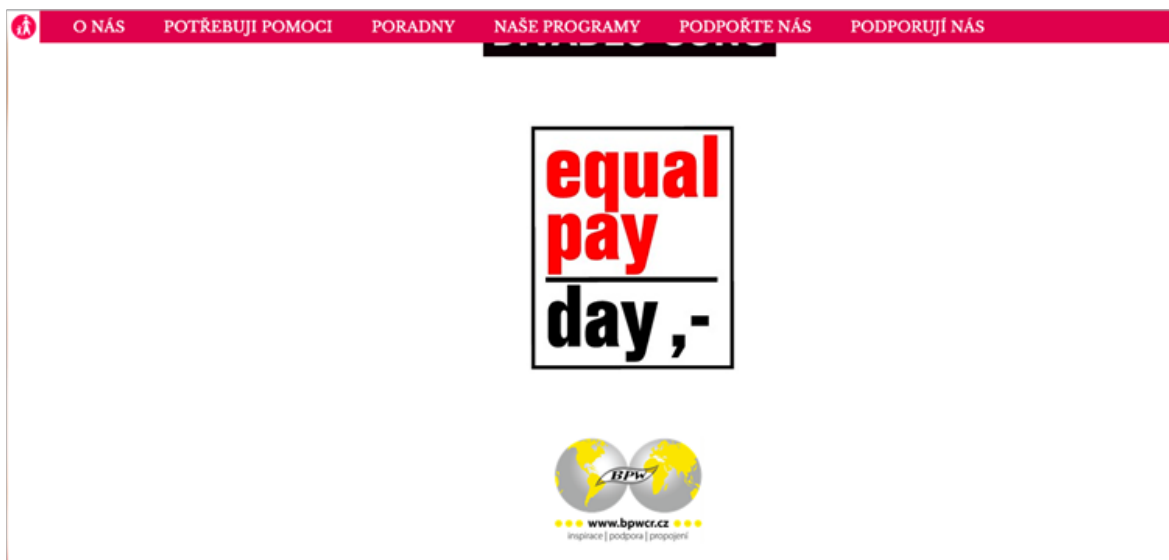 O NÁS POTŘEBUJI POMOCI PORADNY NAŠE PROGRAMY PODPOŘTE NÁS PODPORUJÍ NÁS
equal
pay
day ,-
BPW
www.bpwcr.cz
inspirace | podpora | propojení